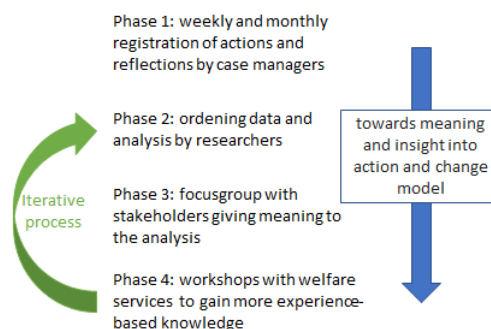 Phase 1: weekly and monthly
registration of actions and
reflections by case managers
Phase 2: ordening data and
analysis by researchers
Phase 3: focusgroup with
stakeholders giving meaning to
the analysis
Phase 4: workshops with welfare
services to gain more experience-
based knowledge
Iterative
process
towards meaning
and insight into
action and change
model